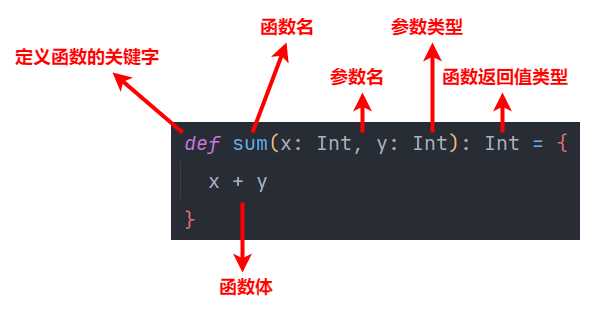 函数名
参数类型
定义函数的关键字
参数名
函数返回值类型
def sum(x: Int, y: Int): Int = {
x + y
}
函数体